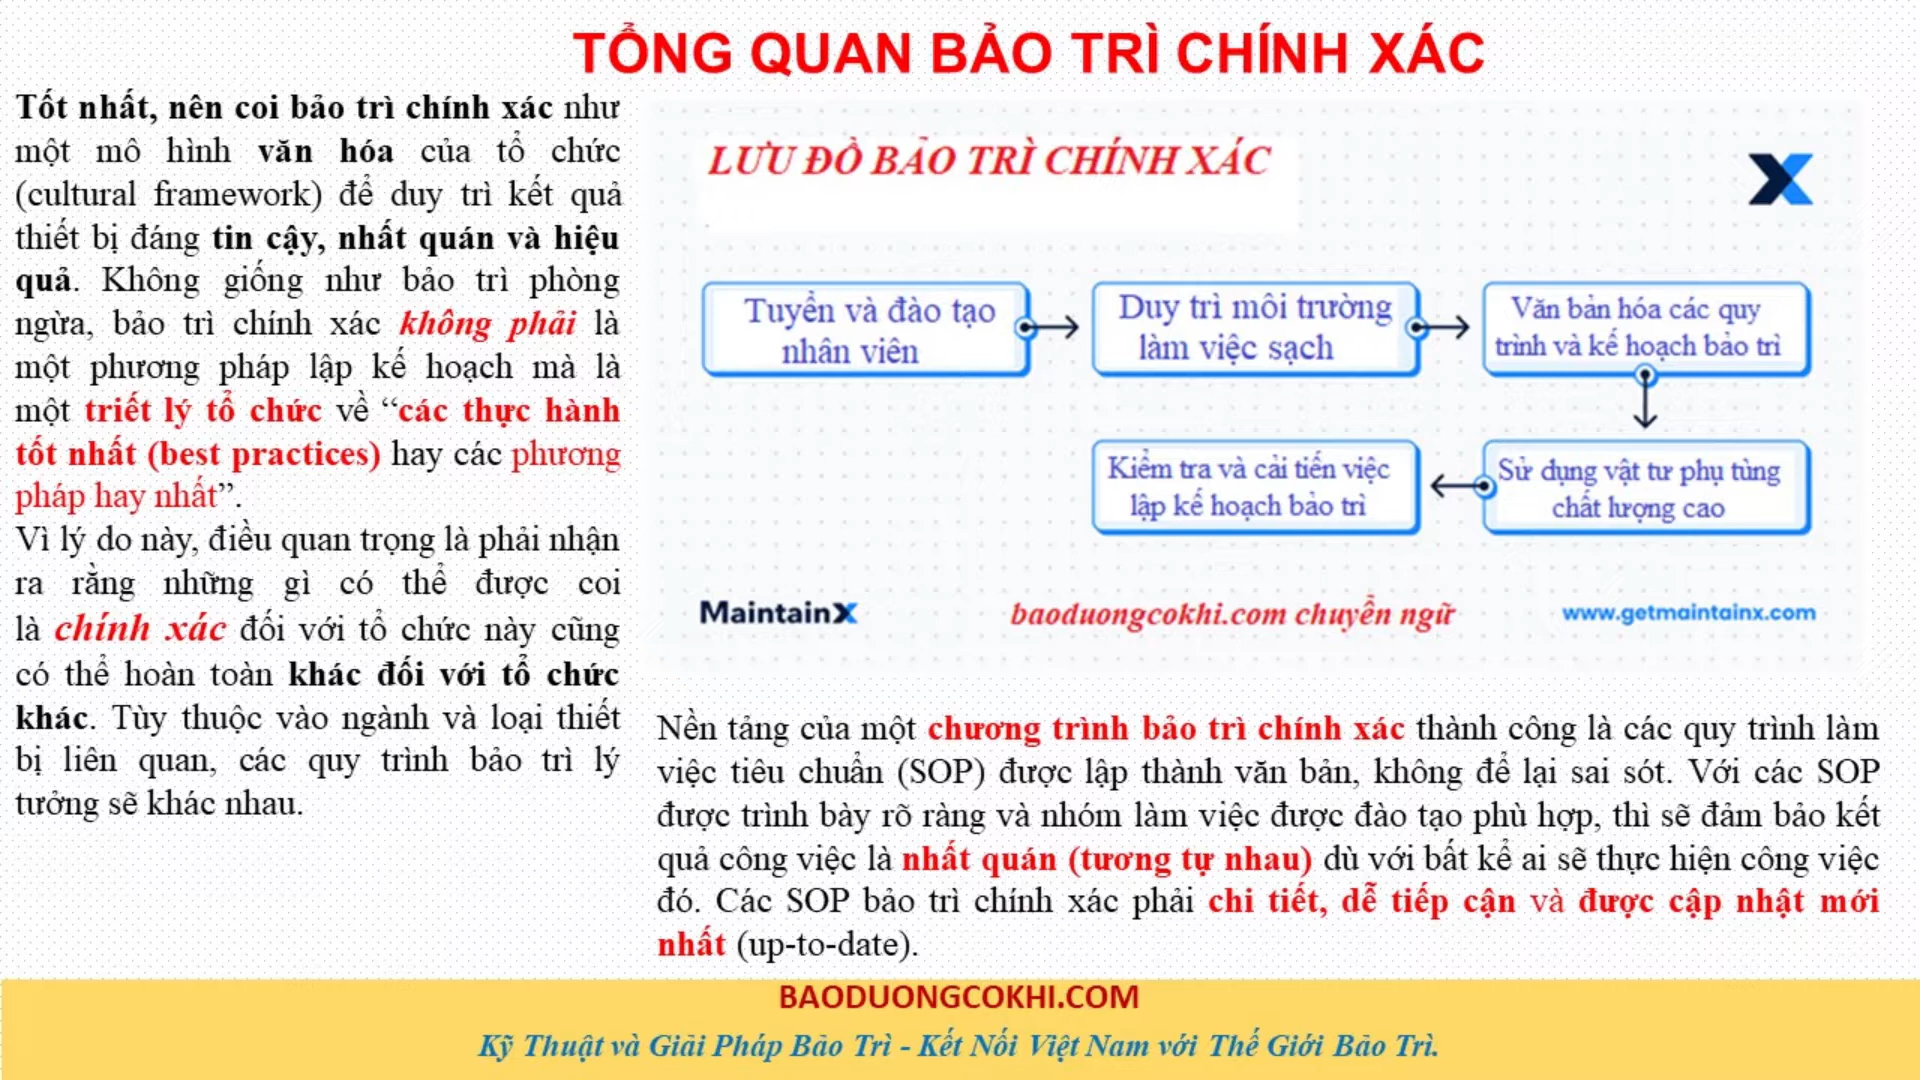 TỔNG QUAN BẢO TRÌ CHÍNH XÁC
Tốt nhất, nên coi bảo trì chính xác như
một mô hình văn hóa của tổ chức
(cultural framework) để duy trì kết quả
thiết bị đáng tin cậy, nhất quán và hiệu
quả. Không giống như bảo trì phòng
ngừa, bảo trì chính xác không phải là
một phương pháp lập kế hoạch mà là
một triết lý tổ chức về “các thực hành
tốt nhất (best practices) hay các phương
pháp hay nhất”.
Vì lý do này, điều quan trọng là phải nhận
ra rằng những gì có thể được coi
là chính xác đối với tổ chức này cũng
có thể hoàn toàn khác đối với tổ chức
khác. Tùy thuộc vào ngành và loại thiết
bị liên quan, các quy trình bảo trì lý
tưởng sẽ khác nhau.
LƯU ĐỒ BẢO TRÌ CHÍNH XÁC
Tuyển và đào tạo
nhân viên
Duy trì môi trường
làm việc sạch
Văn bản hóa các quy
trình và kế hoạch bảo trì
Sử dụng vật tư phụ tùng
chất lượng cao
Kiểm tra và cải tiến việc
lập kế hoạch bảo trì
MaintainX
baoduongcokhi.com chuyển ngữ
www.getmaintainx.com
Nền tảng của một chương trình bảo trì chính xác thành công là các quy trình làm
việc tiêu chuẩn (SOP) được lập thành văn bản, không để lại sai sót. Với các SOP
được trình bày rõ ràng và nhóm làm việc được đào tạo phù hợp, thì sẽ đảm bảo kết
quả công việc là nhất quán (tương tự nhau) dù với bất kể ai sẽ thực hiện công việc
đó. Các SOP bảo trì chính xác phải chi tiết, dễ tiếp cận và được cập nhật mới
nhất (up-to-date).
BAODUONGCOKHI.COM
Kỹ Thuật và Giải Pháp Bảo Trì - Kết Nối Việt Nam với Thế Giới Bảo Trì.